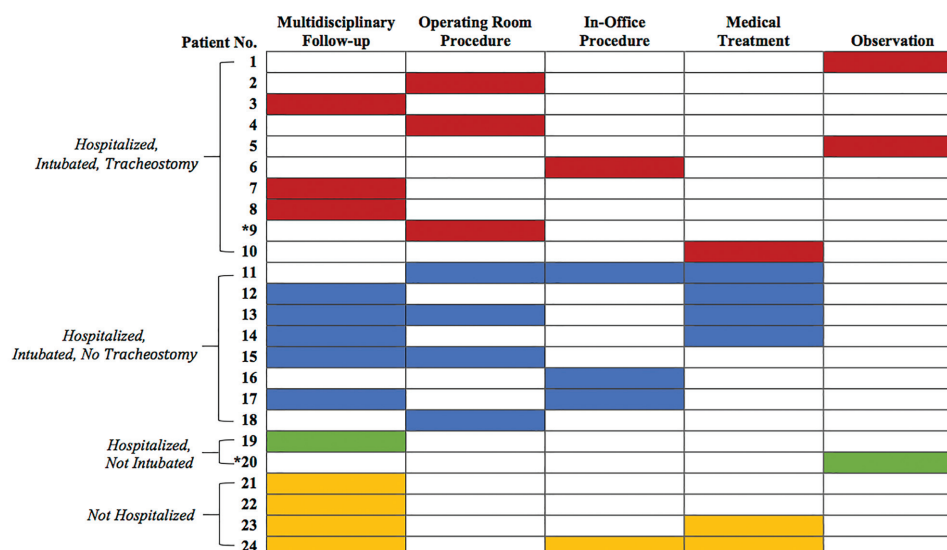 Multidisciplinary Follow-up
Operating Room Procedure
In-Office Procedure
Medical Treatment
Observation
Patient No.
1
2
3
4
5
6
7
8
*9
10
Hospitalized,
Intubated, Tracheostomy
11
12
13
14
15
16
17
18
Hospitalized,
Intubated, No Tracheostomy
19
*20
Hospitalized,
Not Intubated
21
22
23
24
Not Hospitalized